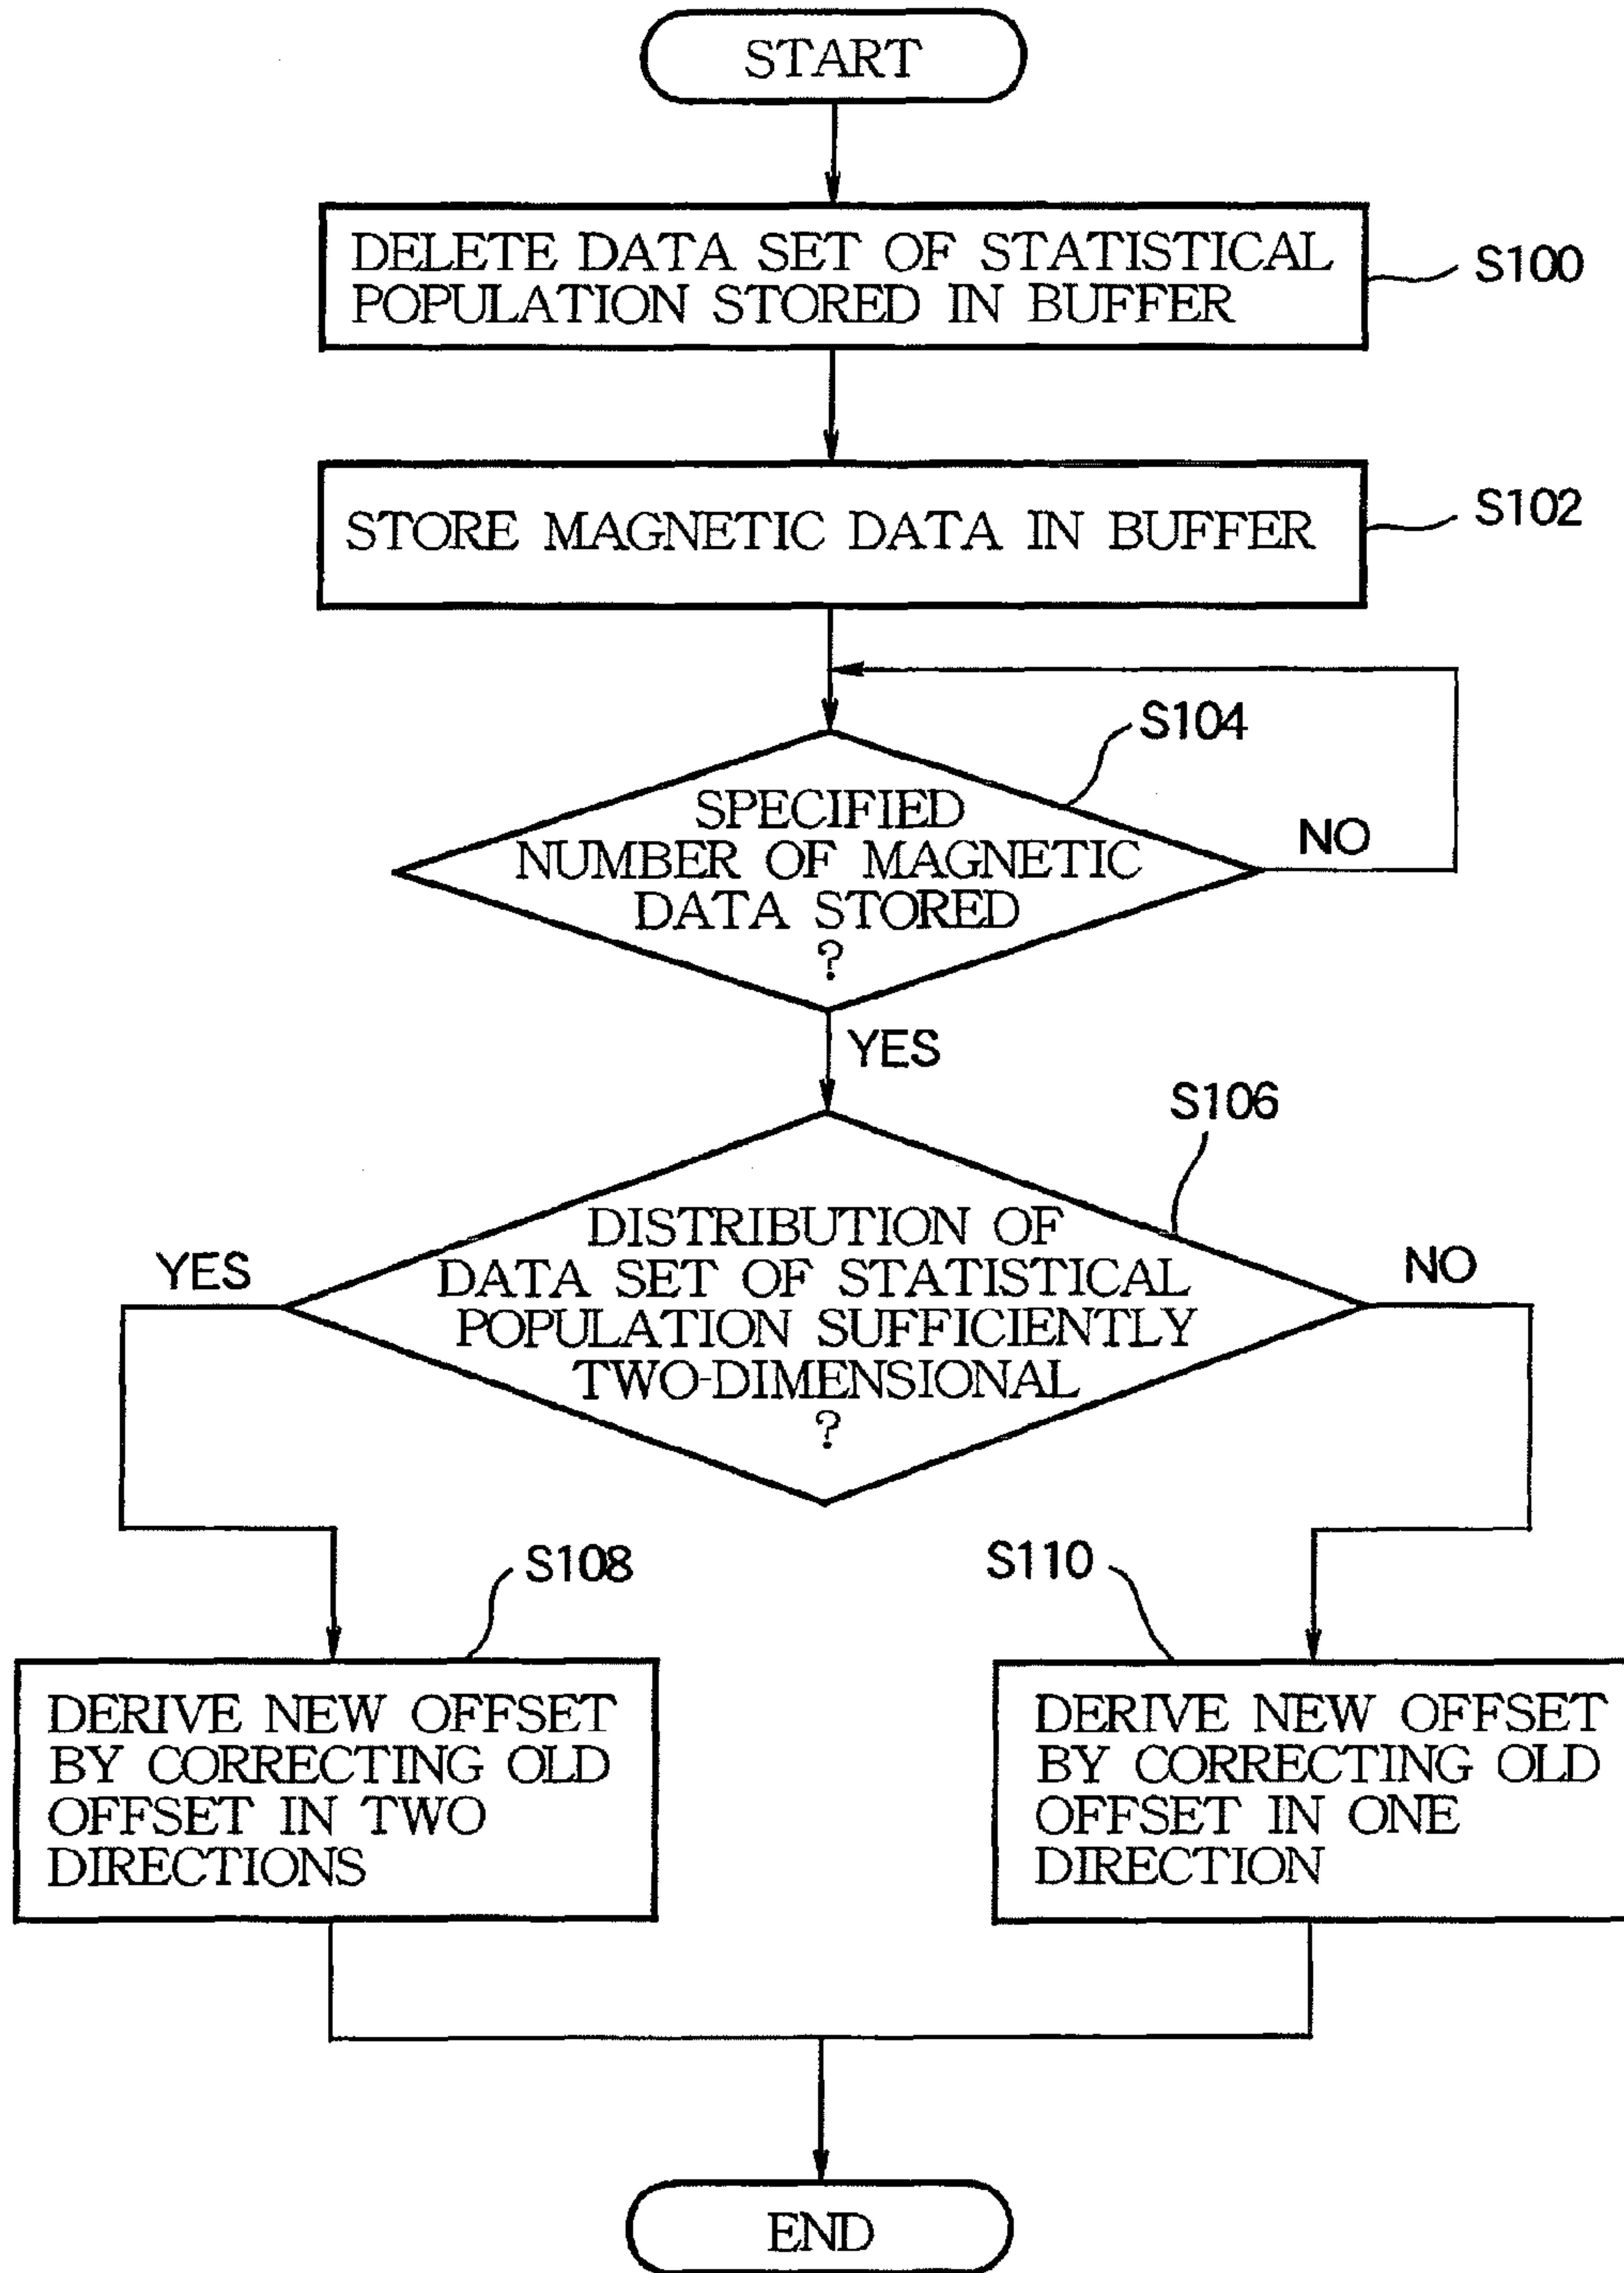 START
DELETE DATA SET OF STATISTICAL
POPULATION STORED IN BUFFER
S100
STORE MAGNETIC DATA IN BUFFER
S102
S104
SPECIFIED
NUMBER OF MAGNETIC
DATA STORED
?
NO
YES
S106
DISTRIBUTION OF
DATA SET OF STATISTICAL
POPULATION SUFFICIENTLY
TWO-DIMENSIONAL
?
YES
NO
S108
DERIVE NEW OFFSET
BY CORRECTING OLD
OFFSET IN TWO
DIRECTIONS
S110
DERIVE NEW OFFSET
BY CORRECTING OLD
OFFSET IN ONE
DIRECTION
END